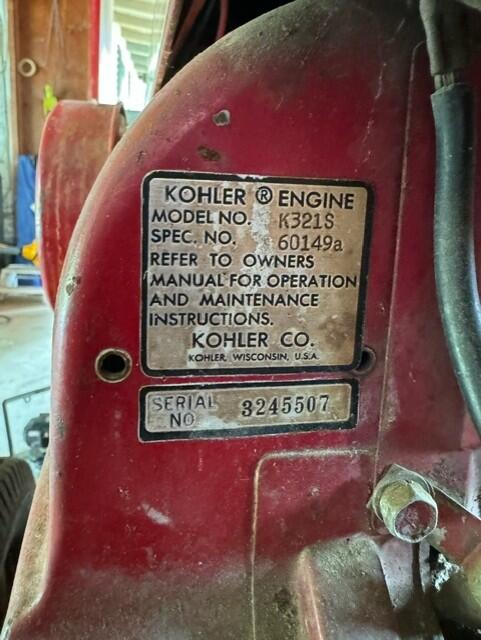 KOHLER ® ENGINE
MODEL NO. K321S
SPEC. NO. 60149a
REFER TO OWNERS
MANUAL FOR OPERATION
AND MAINTENANCE
INSTRUCTIONS.
KOHLER CO.
KOHLER, WISCONSIN, U.S.A.
SERIAL NO 3245507